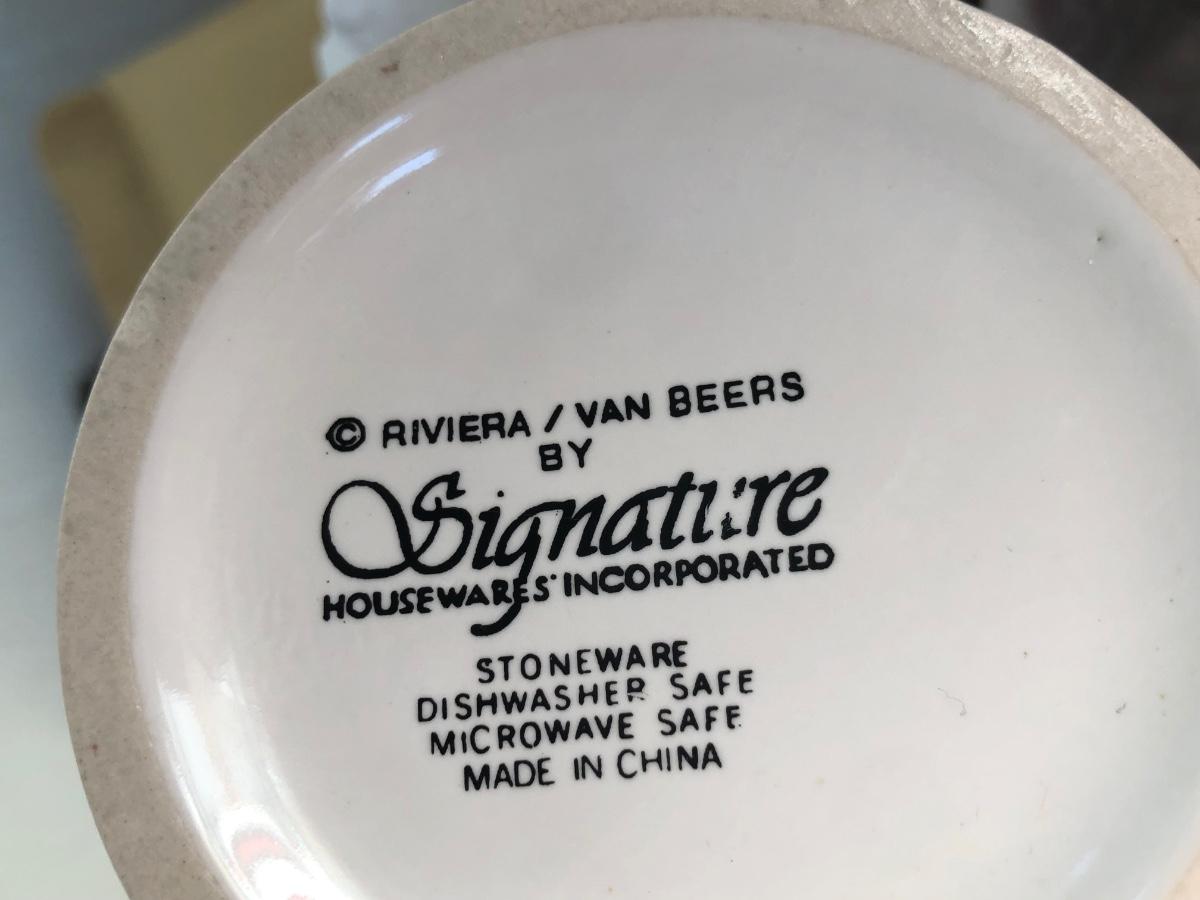 © RIVIERA / VAN BEERS
BY
Signature
HOUSEWARES INCORPORATED
STONEWARE
DISHWASHER SAFE
MICROWAVE SAFE
MADE IN CHINA